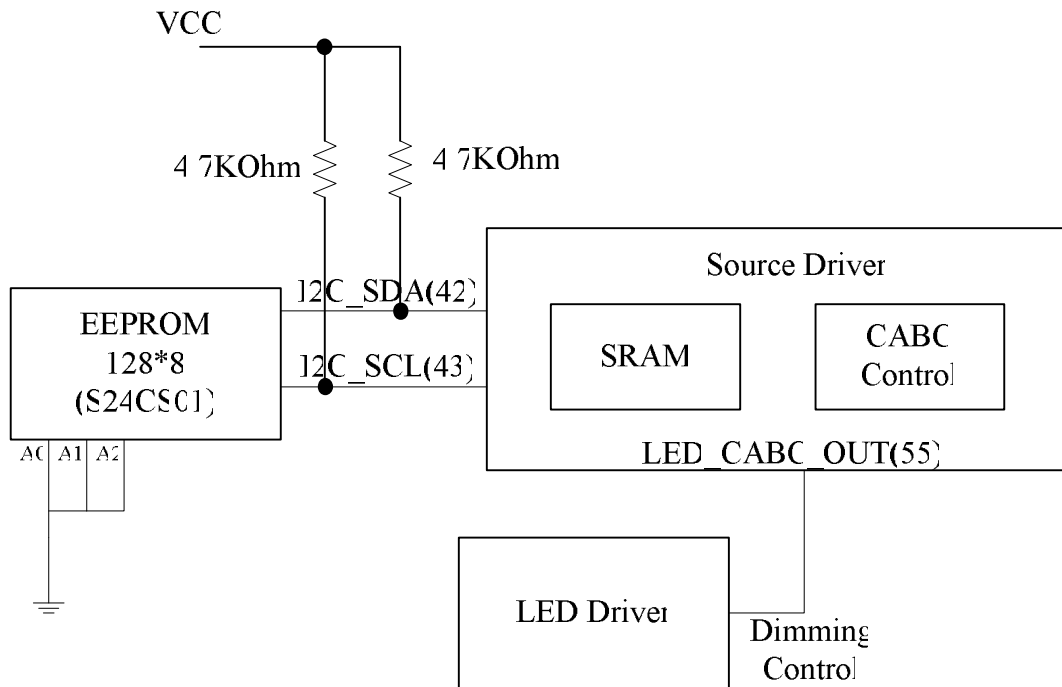 VCC
4.7KOhm
4.7KOhm
I2C_SDA(42)
Source Driver
EEPROM
128*8
(S24CS01)
I2C_SCL(43)
SRAM
CABC
Control
A0 A1 A2
LED_CABC_OUT(55)
LED Driver
Dimming
Control